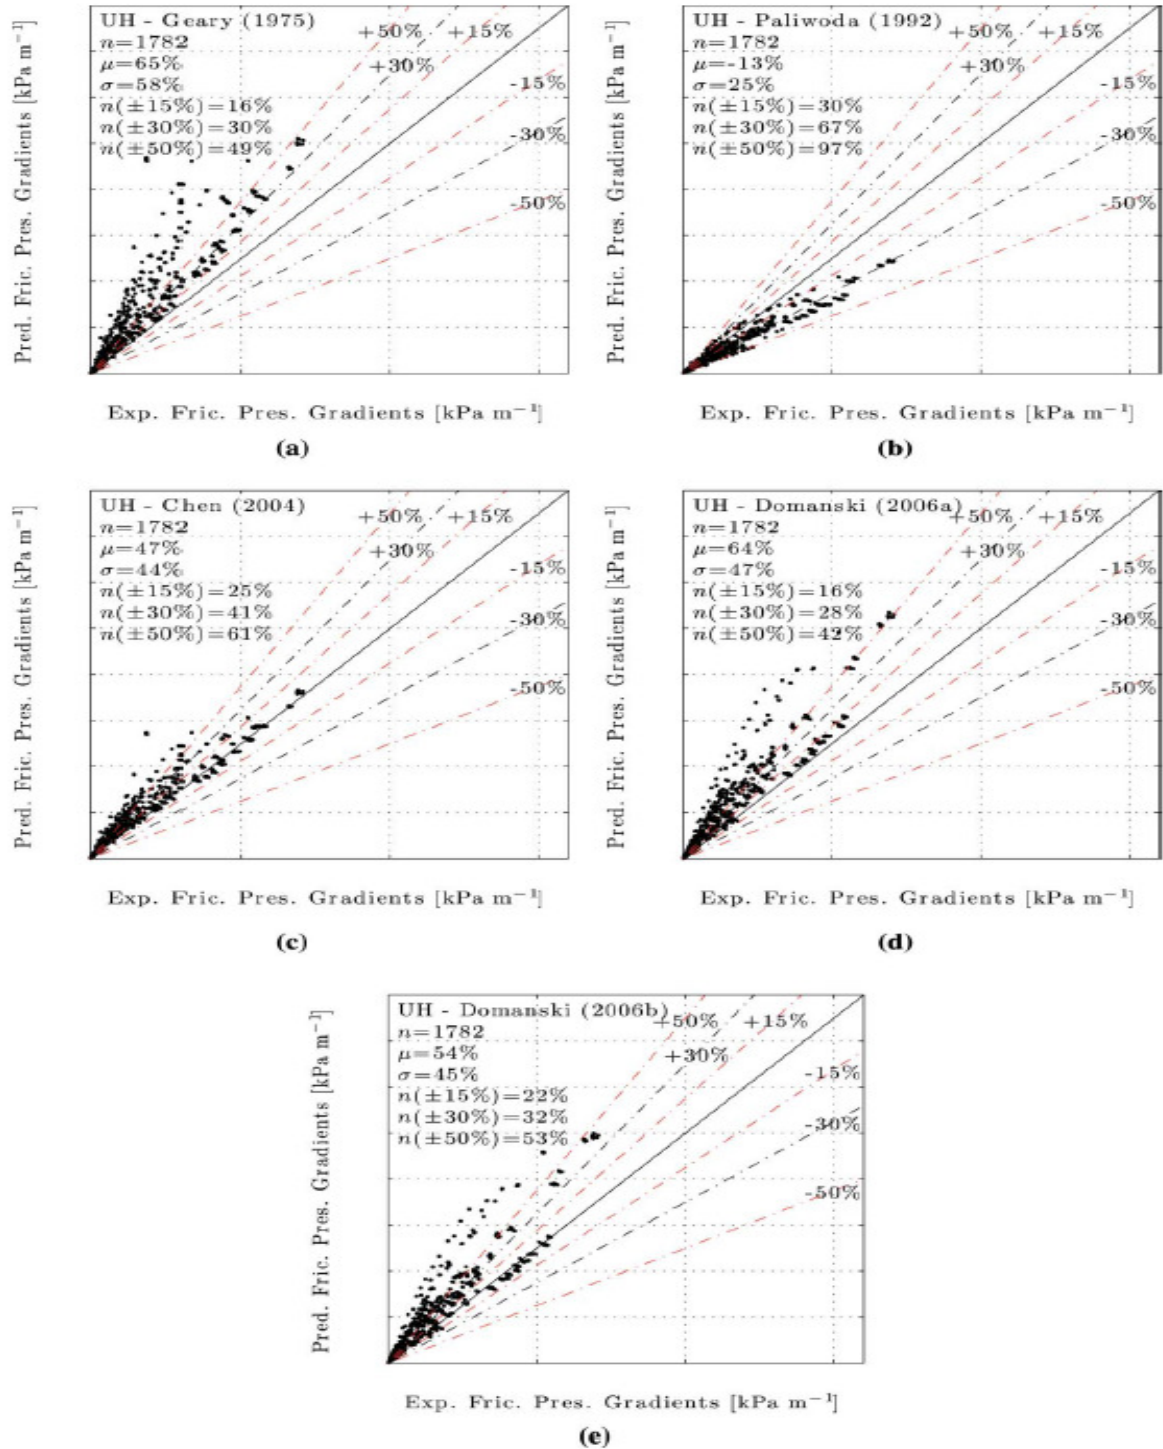 UH - Geary (1975)
n=1782
μ=65%
σ=58%
n(±15%)=16%
n(±30%)=30%
n(±50%)=49%
+50%
+15%
+30%
-15%
-30%
-50%
Pred. Fric. Pres. Gradients [kPa m⁻¹]
Exp. Fric. Pres. Gradients [kPa m⁻¹]
(a)
UH - Paliwoda (1992)
n=1782
μ=-13%
σ=25%
n(±15%)=30%
n(±30%)=67%
n(±50%)=97%
+50%
+15%
+30%
-15%
-30%
-50%
Pred. Fric. Pres. Gradients [kPa m⁻¹]
Exp. Fric. Pres. Gradients [kPa m⁻¹]
(b)
UH - Chen (2004)
n=1782
μ=47%
σ=44%
n(±15%)=25%
n(±30%)=41%
n(±50%)=61%
+50%
+15%
+30%
-15%
-30%
-50%
Pred. Fric. Pres. Gradients [kPa m⁻¹]
Exp. Fric. Pres. Gradients [kPa m⁻¹]
(c)
UH - Domanski (2006a)
n=1782
μ=64%
σ=47%
n(±15%)=16%
n(±30%)=28%
n(±50%)=42%
+50%
+15%
+30%
-15%
-30%
-50%
Pred. Fric. Pres. Gradients [kPa m⁻¹]
Exp. Fric. Pres. Gradients [kPa m⁻¹]
(d)
UH - Domanski (2006b)
n=1782
μ=54%
σ=45%
n(±15%)=22%
n(±30%)=32%
n(±50%)=53%
+50%
+15%
+30%
-15%
-30%
-50%
Pred. Fric. Pres. Gradients [kPa m⁻¹]
Exp. Fric. Pres. Gradients [kPa m⁻¹]
(e)